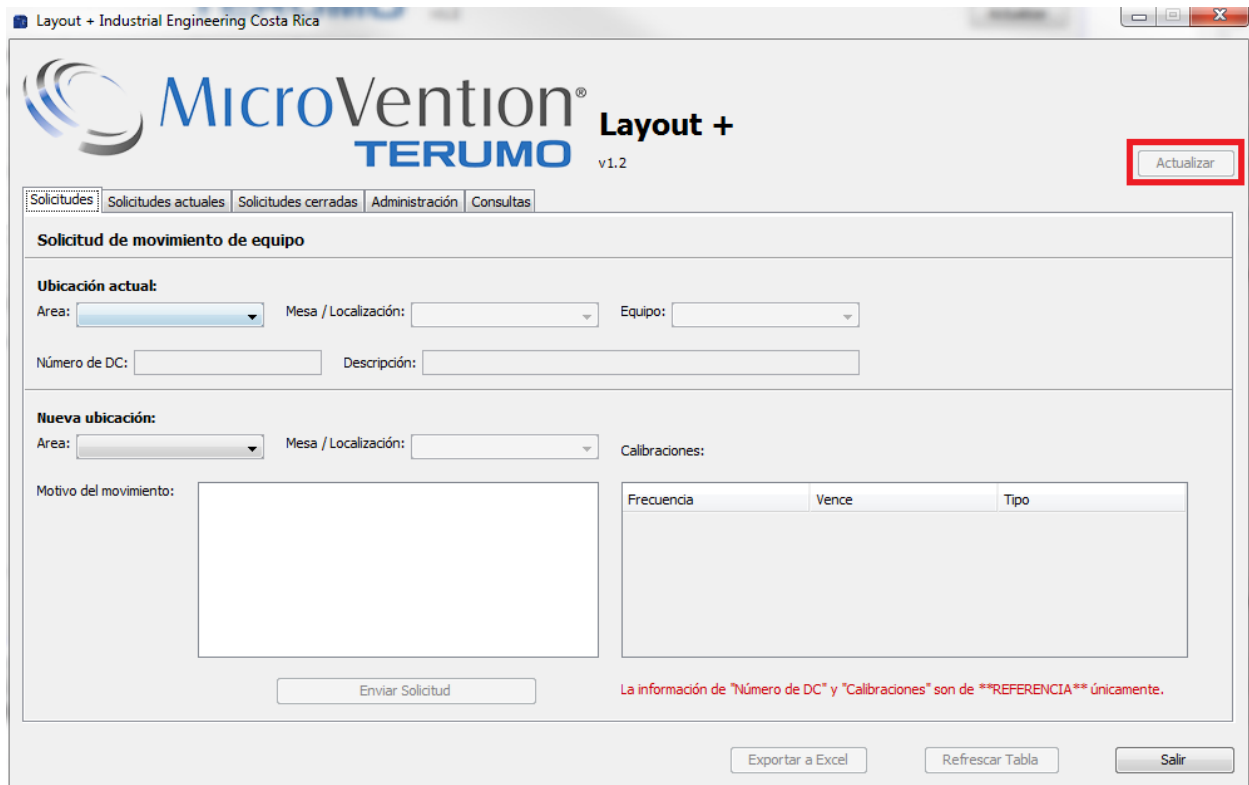 Layout + Industrial Engineering Costa Rica
MicroVention®
TERUMO
Layout +
v1.2
Actualizar
Solicitudes Solicitudes actuales Solicitudes cerradas Administración Consultas
Solicitud de movimiento de equipo
Ubicación actual:
Area: Mesa / Localización: Equipo:
Número de DC: Descripción:
Nueva ubicación:
Area: Mesa / Localización:
Calibraciones:
Motivo del movimiento:
Frecuencia Vence Tipo
Enviar Solicitud
La información de "Número de DC" y "Calibraciones" son de **REFERENCIA** únicamente.
Exportar a Excel Refrescar Tabla Salir